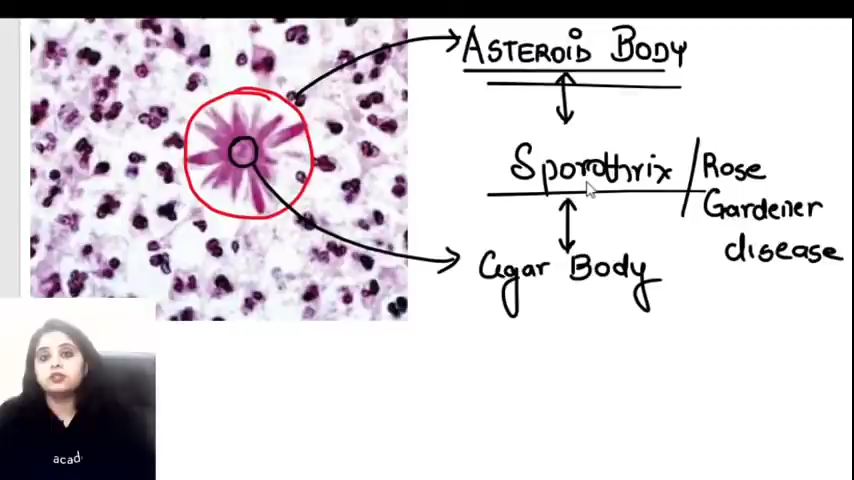 ASTEROID BODY
Sporothrix / Rose
Gardener
disease
Cigar Body
acad